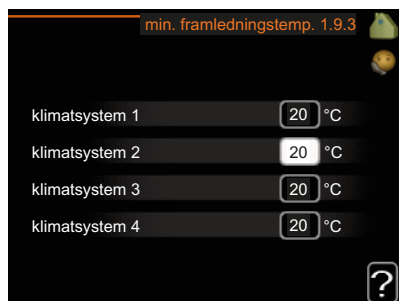 min. framledningstemp. 1.9.3
klimatsystem 1 20 °C
klimatsystem 2 20 °C
klimatsystem 3 20 °C
klimatsystem 4 20 °C
?